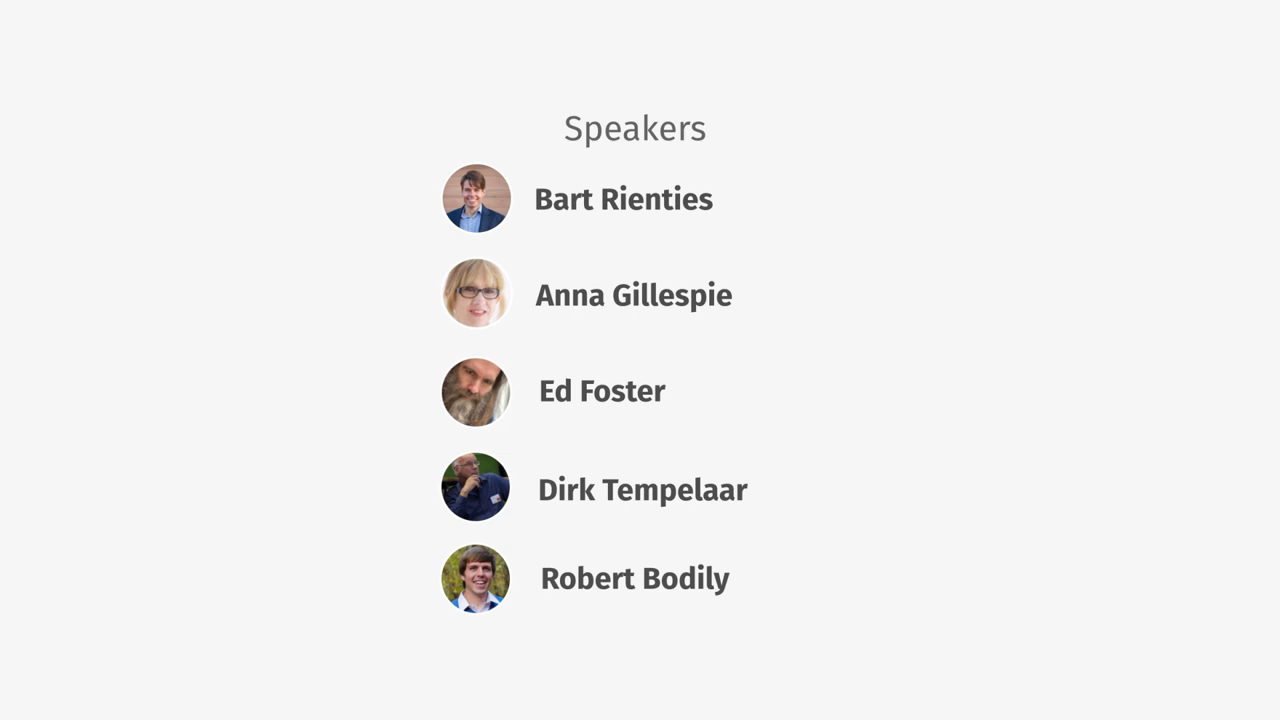 Speakers
Bart Rienties
Anna Gillespie
Ed Foster
Dirk Tempelaar
Robert Bodily